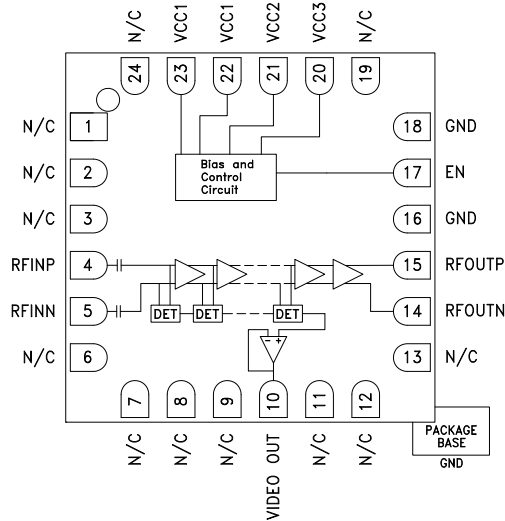 N/C
VCC1
VCC1
VCC2
VCC3
N/C
24
23
22
21
20
19
N/C
1
18
GND
N/C
2
Bias and
Control
Circuit
17
EN
N/C
3
16
GND
RFINP
4
15
RFOUTP
RFINN
5
DET
DET
DET
14
RFOUTN
- +
N/C
6
13
N/C
7
8
9
10
11
12
N/C
N/C
N/C
VIDEO OUT
N/C
N/C
PACKAGE
BASE
GND